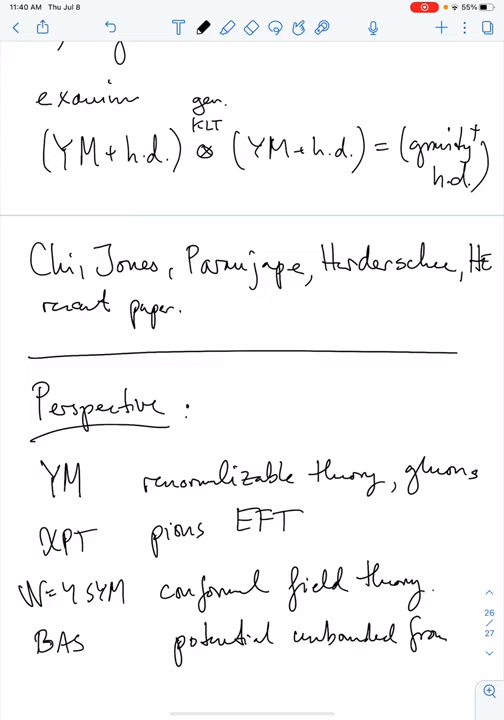 11:40 AM Thu Jul 8
55%
examine gen.
KLT
(YM + h.d.) ⊗ (YM + h.d.) = (gravity +
h.d.)
Chi, Jones, Paranjape, Herderschee, HE
recent paper.
Perspective :
YM renormalizable theory, gluons
χPT pions EFT
N=4 SYM conformal field theory.
BAS potential unbounded from
26
/
27